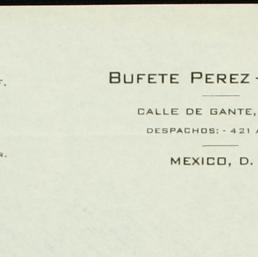 BUFETE PEREZ -
CALLE DE GANTE,
DESPACHOS: - 421
MEXICO, D.